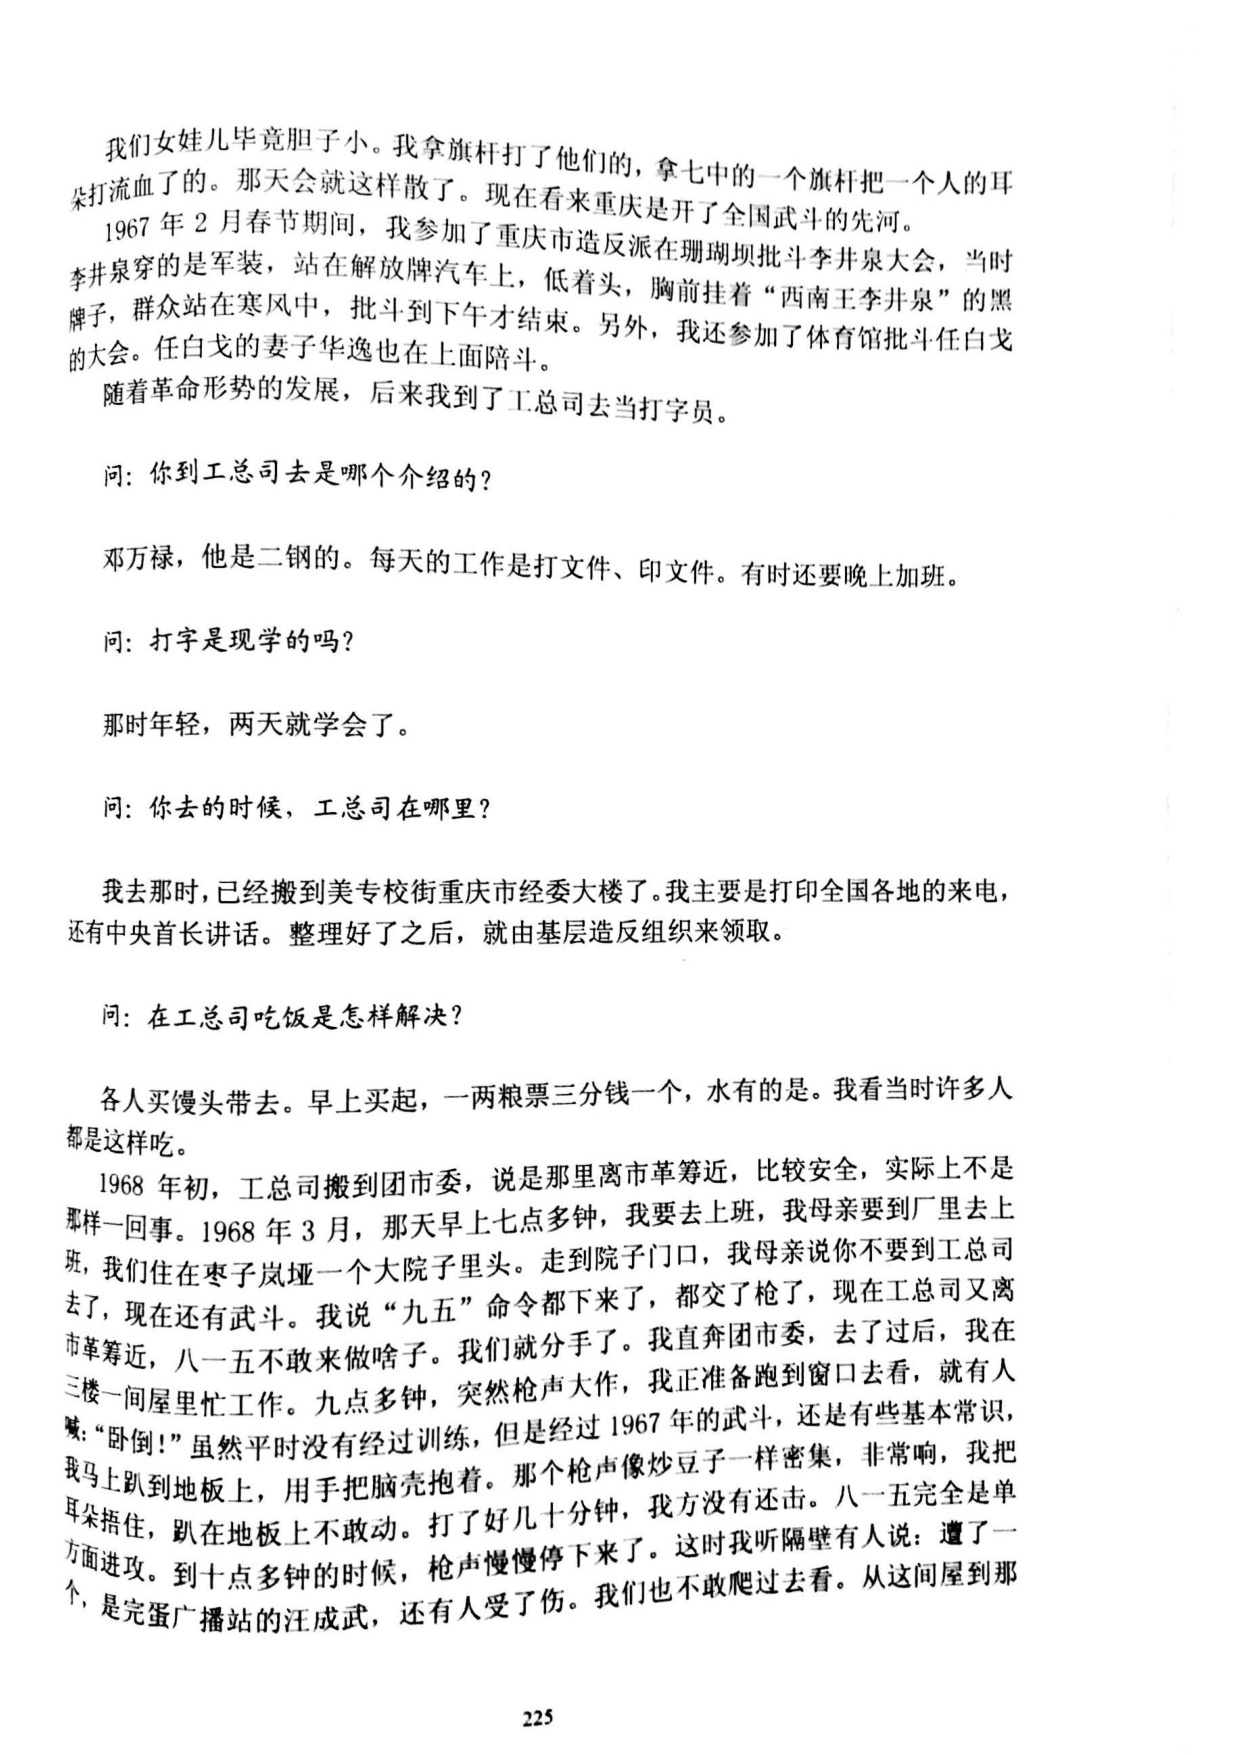 我们女娃儿毕竟胆子小。我拿旗杆打了他们的，拿七中的一个旗杆把一个人的耳
朵打流血了的。那天会就这样散了。现在看来重庆是开了全国武斗的先河。
1967 年 2 月春节期间，我参加了重庆市造反派在珊瑚坝批斗李井泉大会，当时
李井泉穿的是军装，站在解放牌汽车上，低着头，胸前挂着“西南王李井泉”的黑
牌子，群众站在寒风中，批斗到下午才结束。另外，我还参加了体育馆批斗任白戈
的大会。任白戈的妻子华逸也在上面陪斗。
随着革命形势的发展，后来我到了工总司去当打字员。
问：你到工总司去是哪个介绍的？
邓万禄，他是二钢的。每天的工作是打文件、印文件。有时还要晚上加班。
问：打字是现学的吗？
那时年轻，两天就学会了。
问：你去的时候，工总司在哪里？
我去那时，已经搬到美专校街重庆市经委大楼了。我主要是打印全国各地的来电，
还有中央首长讲话。整理好了之后，就由基层造反组织来领取。
问：在工总司吃饭是怎样解决？
各人买馒头带去。早上买起，一两粮票三分钱一个，水有的是。我看当时许多人
都是这样吃。
1968 年初，工总司搬到团市委，说是那里离市革筹近，比较安全，实际上不是
那样一回事。1968 年 3 月，那天早上七点多钟，我要去上班，我母亲要到厂里去上
班，我们住在枣子岚垭一个大院子里头。走到院子门口，我母亲说你不要到工总司
去了，现在还有武斗。我说“九五”命令都下来了，都交了枪了，现在工总司又离
市革筹近，八一五不敢来做啥子。我们就分手了。我直奔团市委，去了过后，我在
三楼一间屋里忙工作。九点多钟，突然枪声大作，我正准备跑到窗口去看，就有人
喊：“卧倒！”虽然平时没有经过训练，但是经过 1967 年的武斗，还是有些基本常识，
我马上趴到地板上，用手把脑壳抱着。那个枪声像炒豆子一样密集，非常响，我把
耳朵捂住，趴在地板上不敢动。打了好几十分钟，我方没有还击。八一五完全是单
方面进攻。到十点多钟的时候，枪声慢慢停下来了。这时我听隔壁有人说：遭了一
个，是完蛋广播站的汪成武，还有人受了伤。我们也不敢爬过去看。从这间屋到那
225